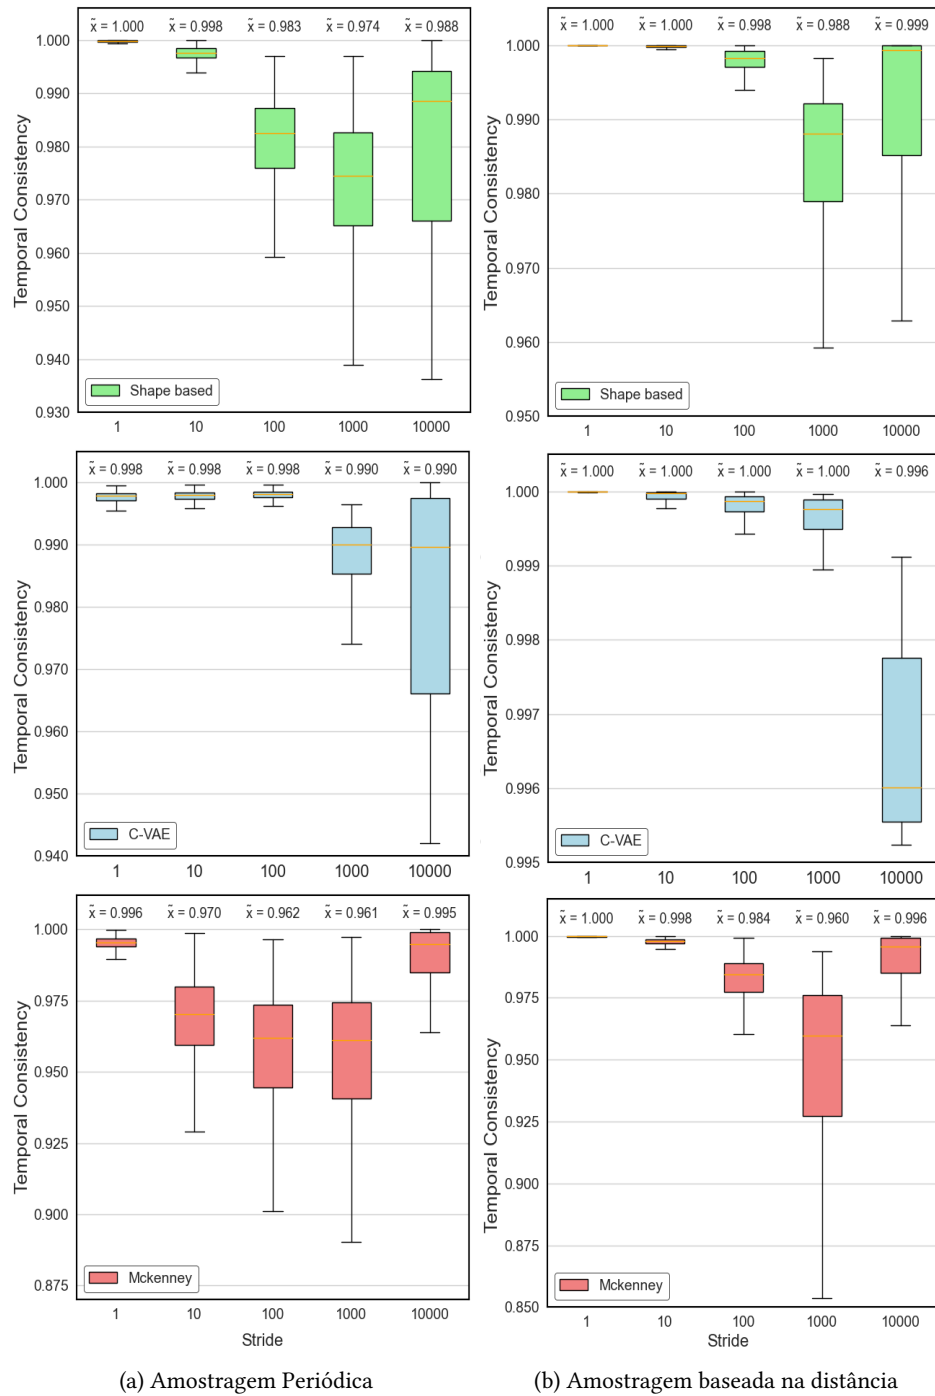 x̃ = 1.000 x̃ = 0.998 x̃ = 0.983 x̃ = 0.974 x̃ = 0.988
1.000
0.990
0.980
0.970
0.960
0.950
0.940
0.930
Temporal Consistency
Shape based
1 10 100 1000 10000
x̃ = 1.000 x̃ = 1.000 x̃ = 0.998 x̃ = 0.988 x̃ = 0.999
1.000
0.990
0.980
0.970
0.960
0.950
Temporal Consistency
Shape based
1 10 100 1000 10000
x̃ = 0.998 x̃ = 0.998 x̃ = 0.998 x̃ = 0.990 x̃ = 0.990
1.000
0.990
0.980
0.970
0.960
0.950
0.940
Temporal Consistency
C-VAE
1 10 100 1000 10000
x̃ = 1.000 x̃ = 1.000 x̃ = 1.000 x̃ = 1.000 x̃ = 0.996
1.000
0.999
0.998
0.997
0.996
0.995
Temporal Consistency
C-VAE
1 10 100 1000 10000
x̃ = 0.996 x̃ = 0.970 x̃ = 0.962 x̃ = 0.961 x̃ = 0.995
1.000
0.975
0.950
0.925
0.900
0.875
Temporal Consistency
Mckenney
1 10 100 1000 10000
Stride
x̃ = 1.000 x̃ = 0.998 x̃ = 0.984 x̃ = 0.960 x̃ = 0.996
1.000
0.975
0.950
0.925
0.900
0.875
0.850
Temporal Consistency
Mckenney
1 10 100 1000 10000
Stride
(a) Amostragem Periódica
(b) Amostragem baseada na distância